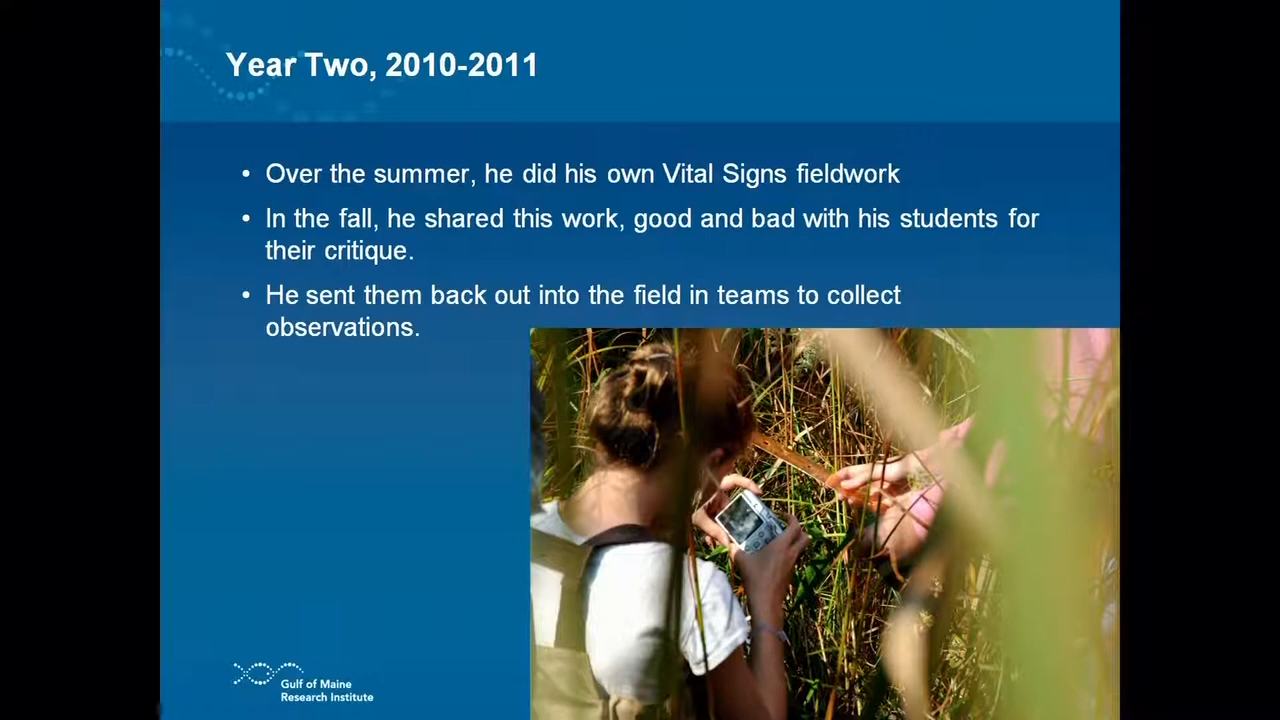 Year Two, 2010-2011
• Over the summer, he did his own Vital Signs fieldwork
• In the fall, he shared this work, good and bad with his students for
their critique.
• He sent them back out into the field in teams to collect
observations.
Gulf of Maine
Research Institute